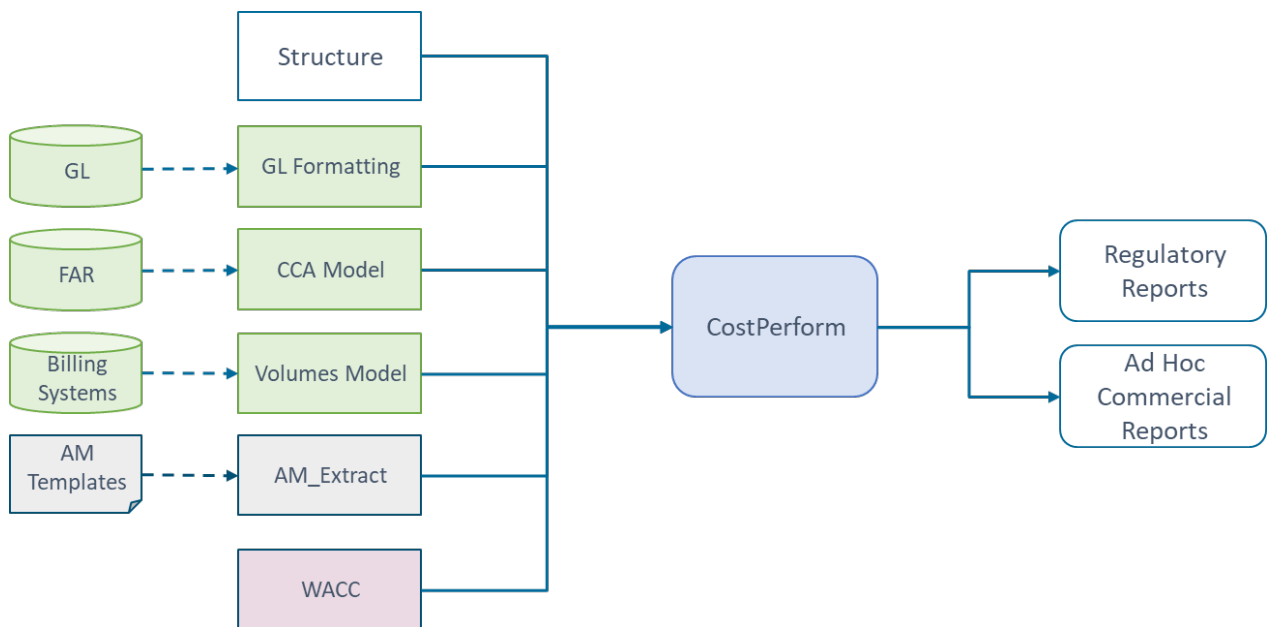 Structure
GL
GL Formatting
FAR
CCA Model
Billing
Systems
Volumes Model
AM
Templates
AM_Extract
WACC
CostPerform
Regulatory
Reports
Ad Hoc
Commercial
Reports